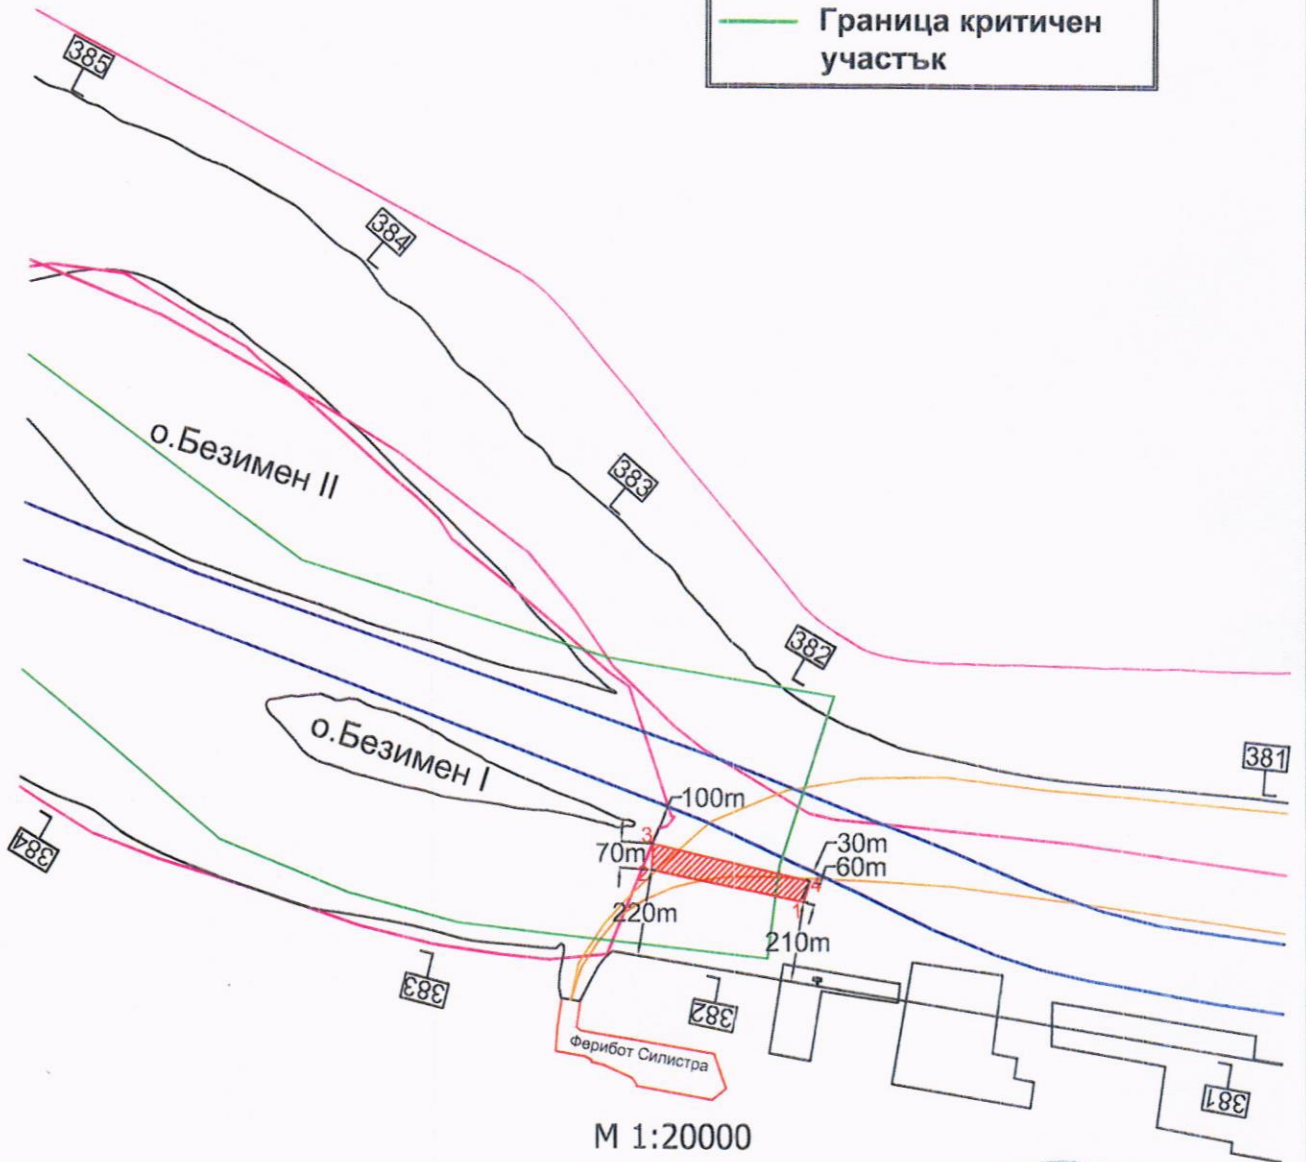 Граница критичен
участък
385
384
383
о.Безимен II
382
381
о.Безимен I
100m
3
30m
70m
4
60m
2
1
384
220m
210m
383
382
Ферибот Силистра
381
М 1:20000